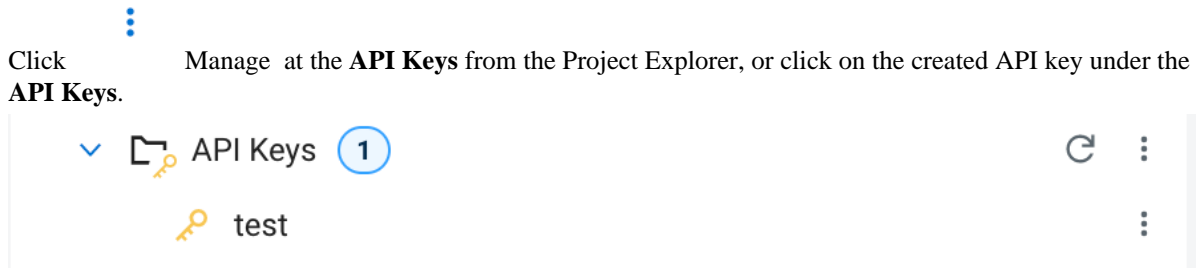 Click Manage at the API Keys from the Project Explorer, or click on the created API key under the
API Keys.
API Keys 1
test